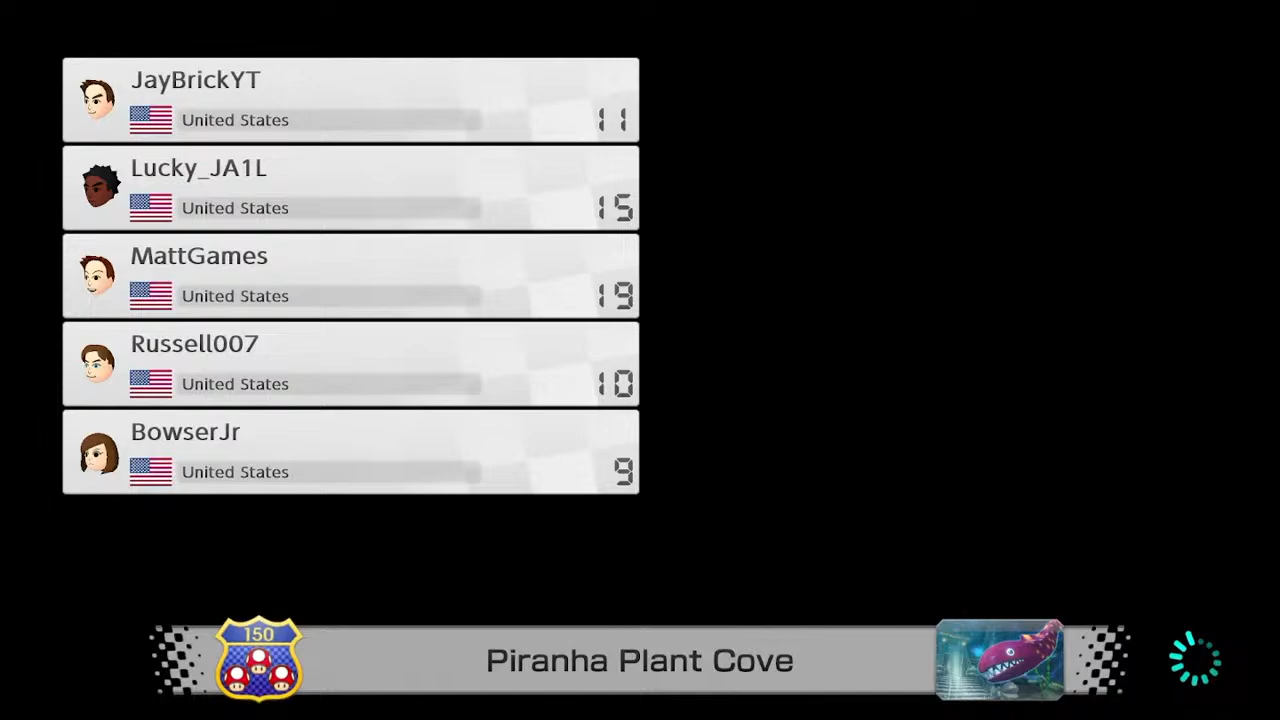 JayBrickYT
United States 11
Lucky_JA1L
United States 15
MattGames
United States 19
Russell007
United States 10
BowserJr
United States 9
150
Piranha Plant Cove